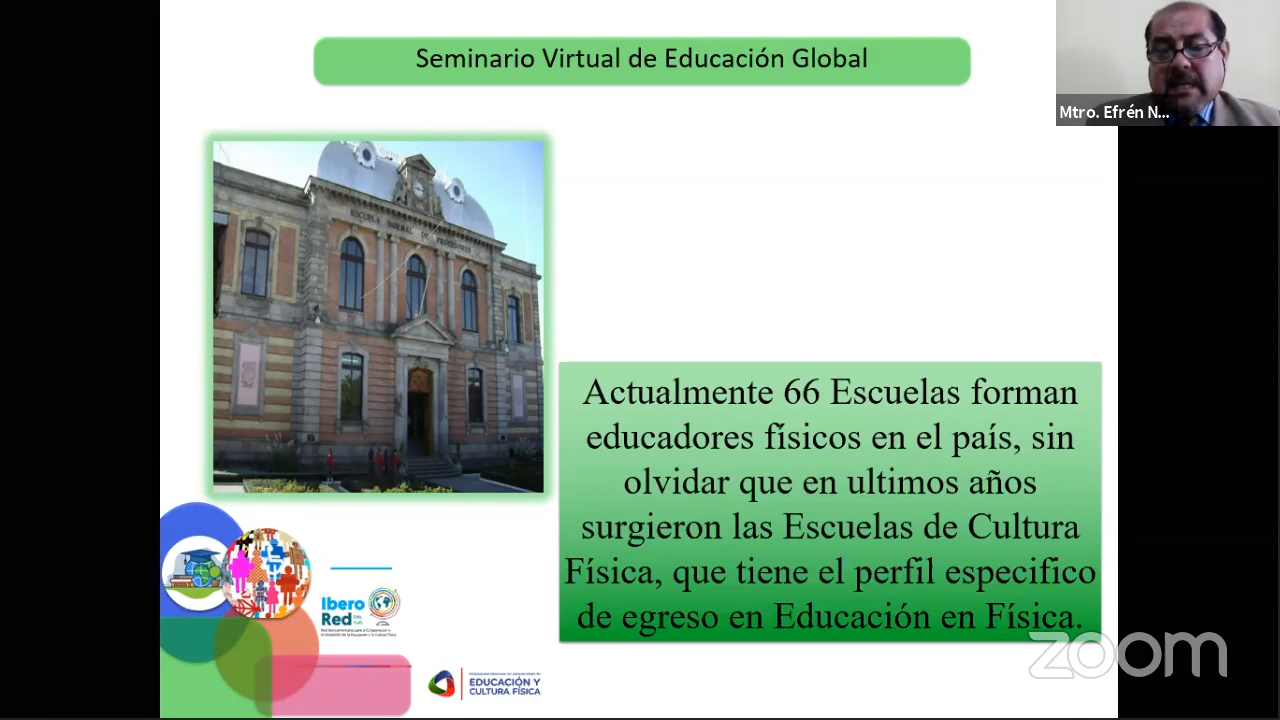 Seminario Virtual de Educación Global
Mtro. Efrén N...
ESCUELA NORMAL DE PROFESORES
Actualmente 66 Escuelas forman
educadores físicos en el país, sin
olvidar que en ultimos años
surgieron las Escuelas de Cultura
Física, que tiene el perfil especifico
de egreso en Educación en Física.
Ibero
Red
EDUCACIÓN Y
CULTURA FÍSICA
zoom